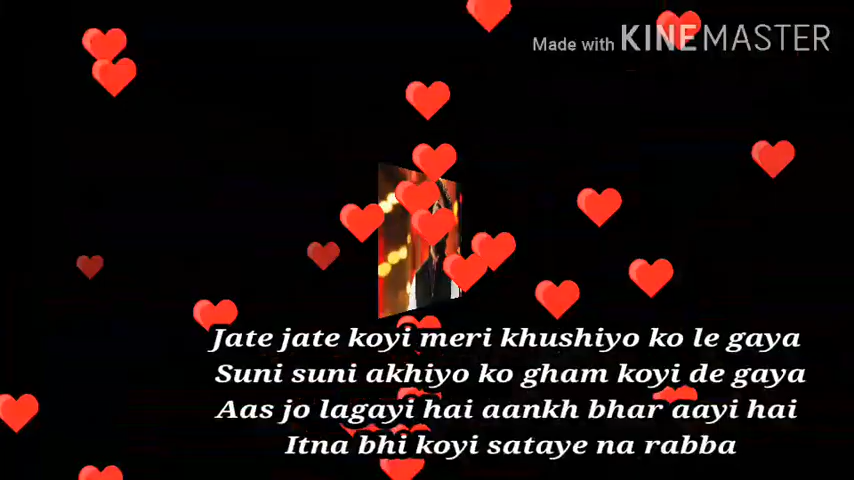 Made with KINEMASTER
Jate jate koyi meri khushiyo ko le gaya
Suni suni akhiyo ko gham koyi de gaya
Aas jo lagayi hai aankh bhar aayi hai
Itna bhi koyi sataye na rabba